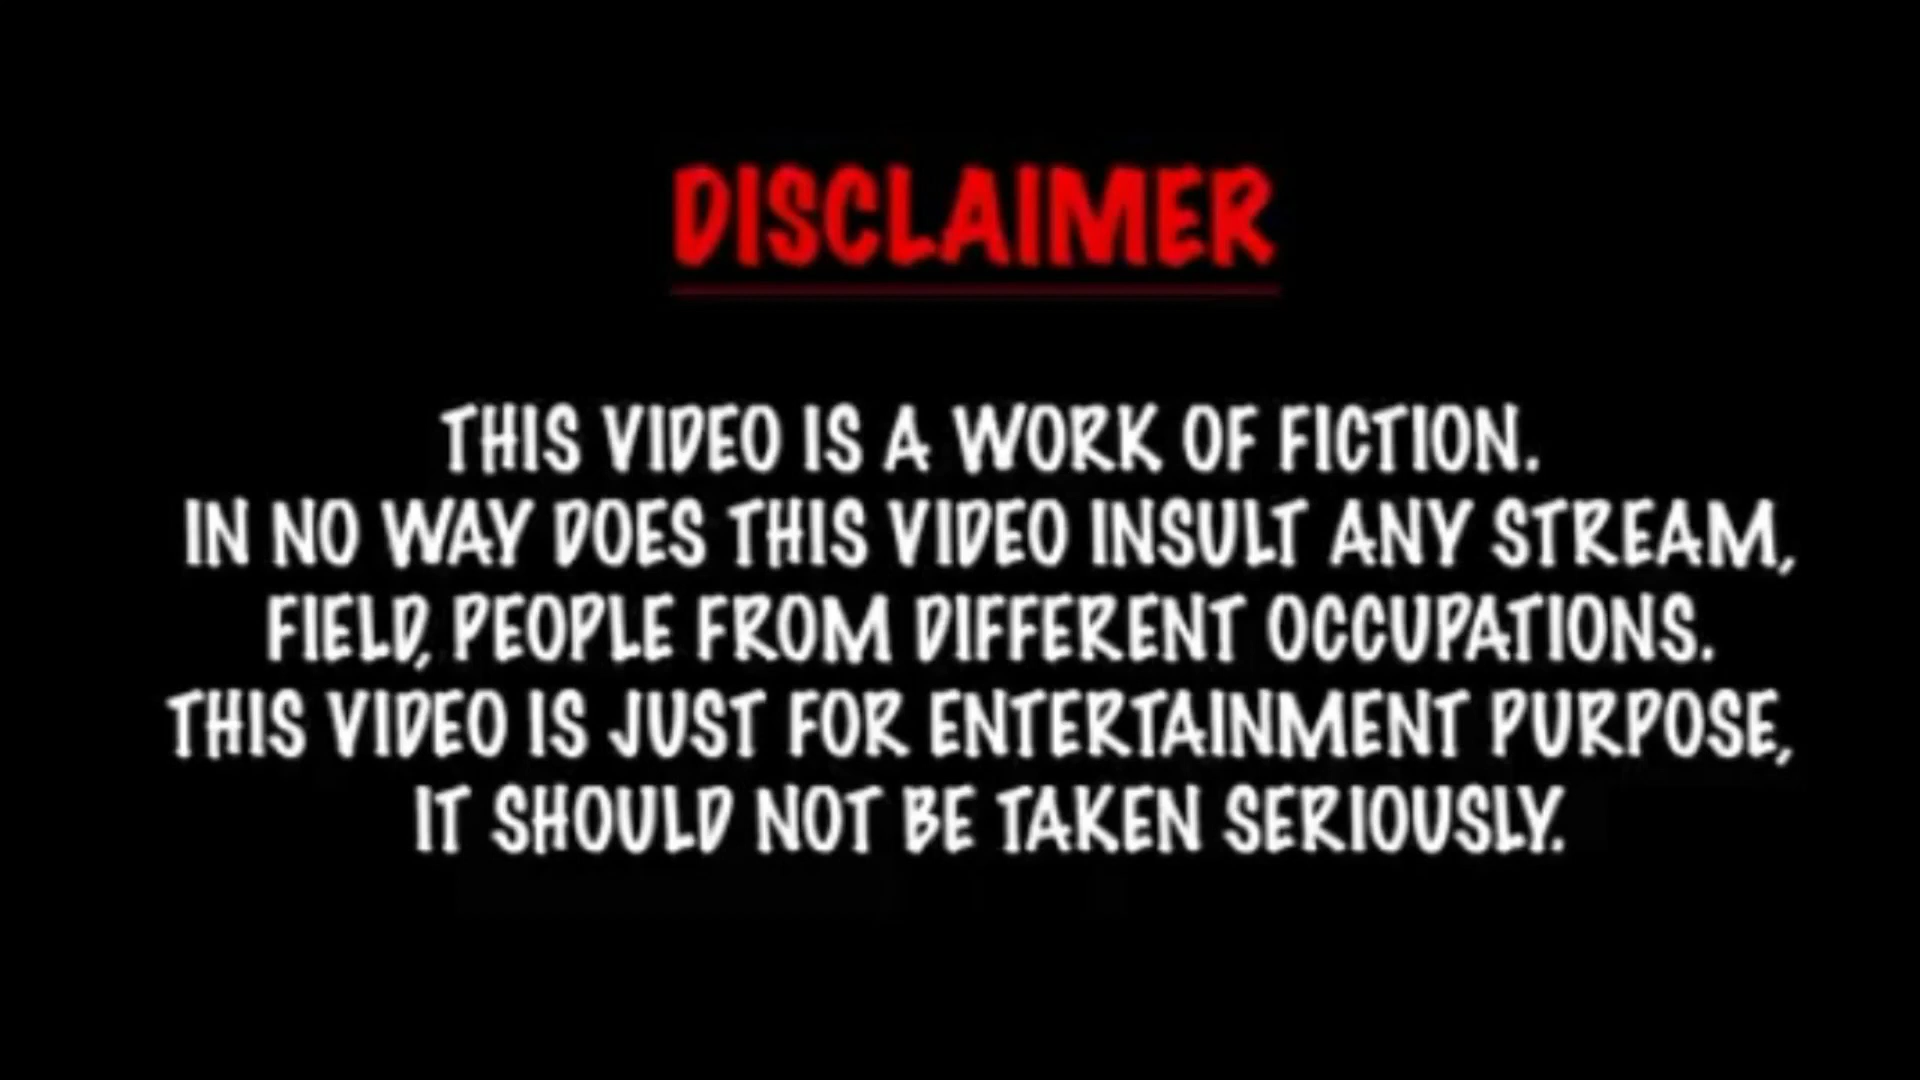 DISCLAIMER
THIS VIDEO IS A WORK OF FICTION.
IN NO WAY DOES THIS VIDEO INSULT ANY STREAM,
FIELD, PEOPLE FROM DIFFERENT OCCUPATIONS.
THIS VIDEO IS JUST FOR ENTERTAINMENT PURPOSE,
IT SHOULD NOT BE TAKEN SERIOUSLY.